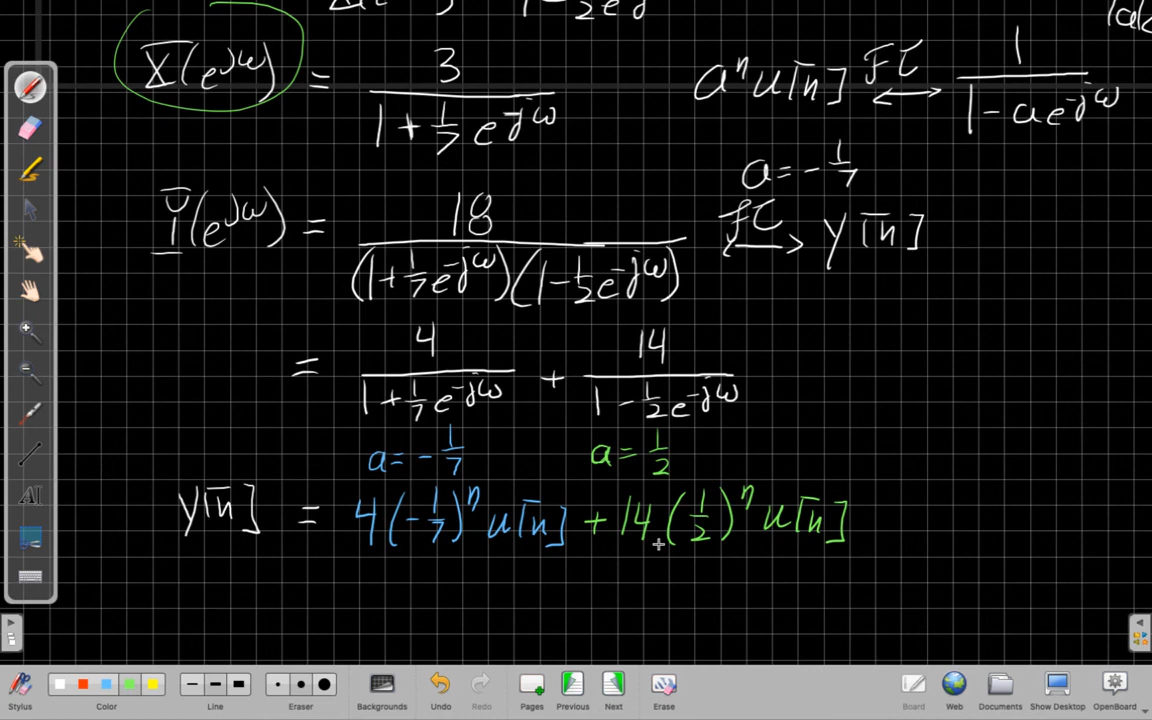 X(e^jω) = 3 / (1 + 1/7 e^-jω)
a^n u[n] ⟷ 1 / (1 - a e^-jω)
a = -1/7
Y(e^jω) = 18 / ((1 + 1/7 e^-jω)(1 - 1/2 e^-jω)) ⟷ y[n]
= 4 / (1 + 1/7 e^-jω) + 14 / (1 - 1/2 e^-jω)
a = -1/7 a = 1/2
y[n] = 4(-1/7)^n u[n] + 14(1/2)^n u[n]
Stylus Color Line Eraser Backgrounds Undo Redo Pages Previous Next Erase Board Web Documents Show Desktop OpenBoard